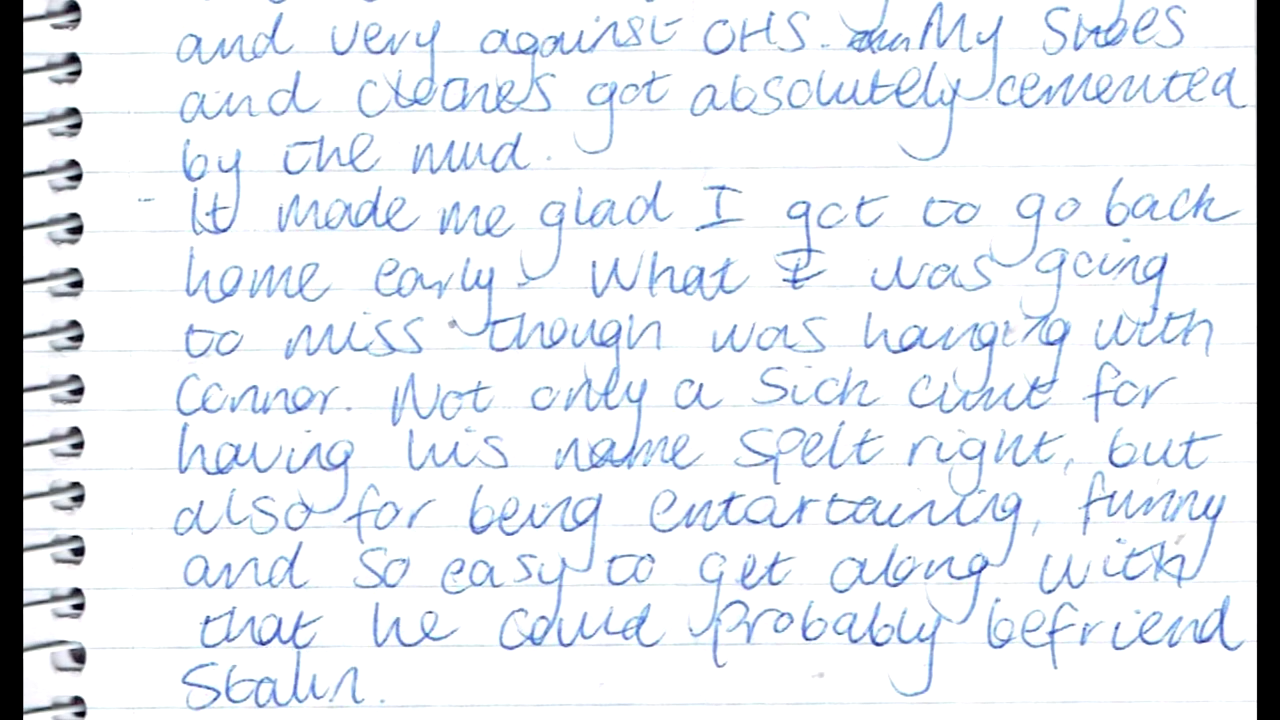 and very against OHS. My shoes
and clothes got absolutely cemented
by the mud.
- It made me glad I got to go back
home early. What I was going
to miss though was hanging with
Connor. Not only a sick cunt for
having his name spelt right, but
also for being entartaining, funny
and so easy to get along with
that he could probably befriend
Stalin.